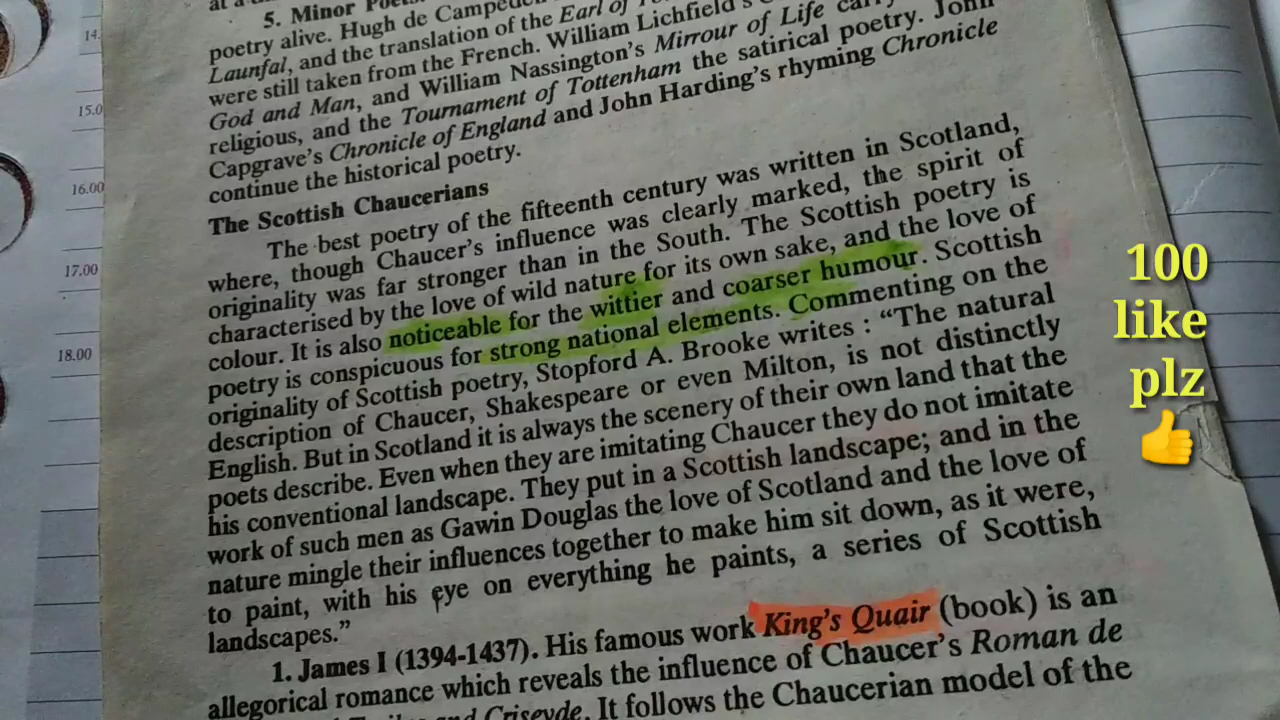 5. Minor Poets.
poetry alive. Hugh de Campeden
Launfal, and the translation of the Earl of
were still taken from the French. William Lichfield's
God and Man, and William Nassington's Mirrour of Life
religious, and the Tournament of Tottenham the satirical poetry. John
Capgrave's Chronicle of England and John Harding's rhyming Chronicle
continue the historical poetry.
The Scottish Chaucerians
The best poetry of the fifteenth century was written in Scotland,
where, though Chaucer's influence was clearly marked, the spirit of
originality was far stronger than in the South. The Scottish poetry is
characterised by the love of wild nature for its own sake, and the love of
colour. It is also noticeable for the wittier and coarser humour. Scottish
poetry is conspicuous for strong national elements. Commenting on the
originality of Scottish poetry, Stopford A. Brooke writes : “The natural
description of Chaucer, Shakespeare or even Milton, is not distinctly
English. But in Scotland it is always the scenery of their own land that the
poets describe. Even when they are imitating Chaucer they do not imitate
his conventional landscape. They put in a Scottish landscape; and in the
work of such men as Gawin Douglas the love of Scotland and the love of
nature mingle their influences together to make him sit down, as it were,
to paint, with his eye on everything he paints, a series of Scottish
landscapes.”
1. James I (1394-1437). His famous work King's Quair (book) is an
allegorical romance which reveals the influence of Chaucer's Roman de
and Criseyde. It follows the Chaucerian model of the
14.
15.0
16.00
17.00
18.00
100
like
plz